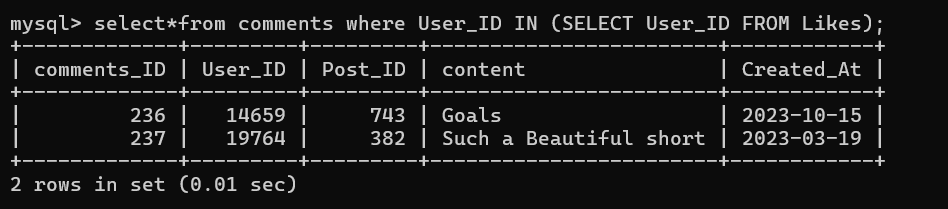 mysql> select*from comments where User_ID IN (SELECT User_ID FROM Likes);
+-------------+---------+---------+------------------------+------------+
| comments_ID | User_ID | Post_ID | content                | Created_At |
+-------------+---------+---------+------------------------+------------+
|         236 |   14659 |     743 | Goals                  | 2023-10-15 |
|         237 |   19764 |     382 | Such a Beautiful short | 2023-03-19 |
+-------------+---------+---------+------------------------+------------+
2 rows in set (0.01 sec)